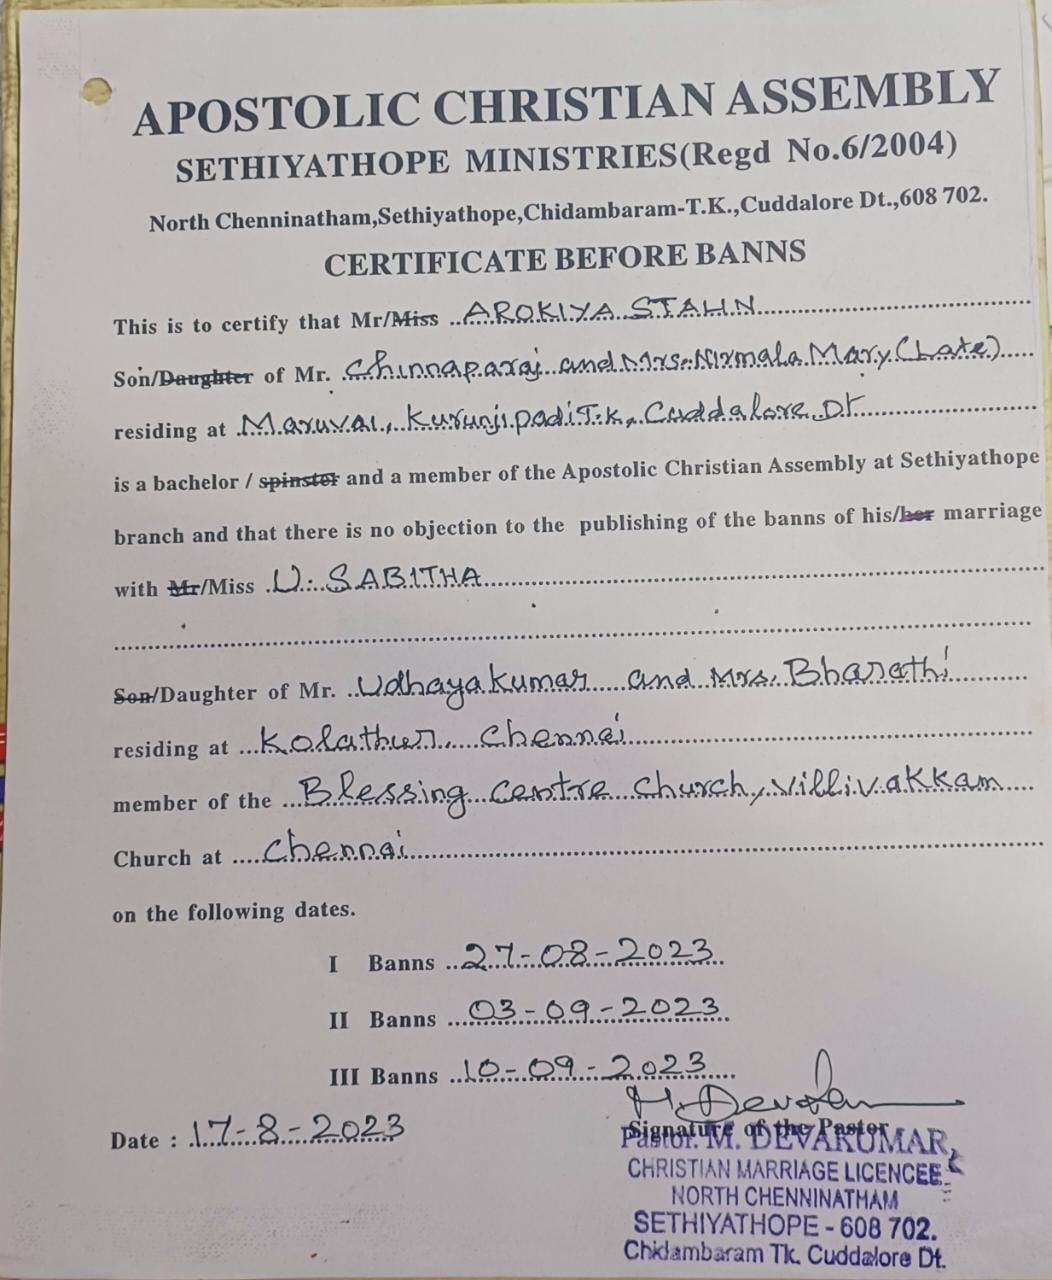 APOSTOLIC CHRISTIAN ASSEMBLY
SETHIYATHOPE MINISTRIES(Regd No.6/2004)
North Chenninatham,Sethiyathope,Chidambaram-T.K.,Cuddalore Dt.,608 702.
CERTIFICATE BEFORE BANNS
This is to certify that Mr/Miss AROKIYA STALIN
Son/Daughter of Mr. Chinnaparaj and Mrs. Nirmala Mary (Late)
residing at Maruvai, Kurunjipadi T.k, Cuddalore Dt
is a bachelor / spinster and a member of the Apostolic Christian Assembly at Sethiyathope
branch and that there is no objection to the publishing of the banns of his/her marriage
with Mr/Miss U. SABITHA
Son/Daughter of Mr. Udhayakumar and Mrs. Bharathi
residing at Kolathur, Chennai
member of the Blessing Centre Church, Villivakkam
Church at Chennai
on the following dates.
I Banns 27-08-2023
II Banns 03-09-2023
III Banns 10-09-2023
Date : 17-8-2023
Signature of the Pastor
Pastor. M. DEVAKUMAR,
CHRISTIAN MARRIAGE LICENCEE
NORTH CHENNINATHAM
SETHIYATHOPE - 608 702.
Chidambaram Tk. Cuddalore Dt.